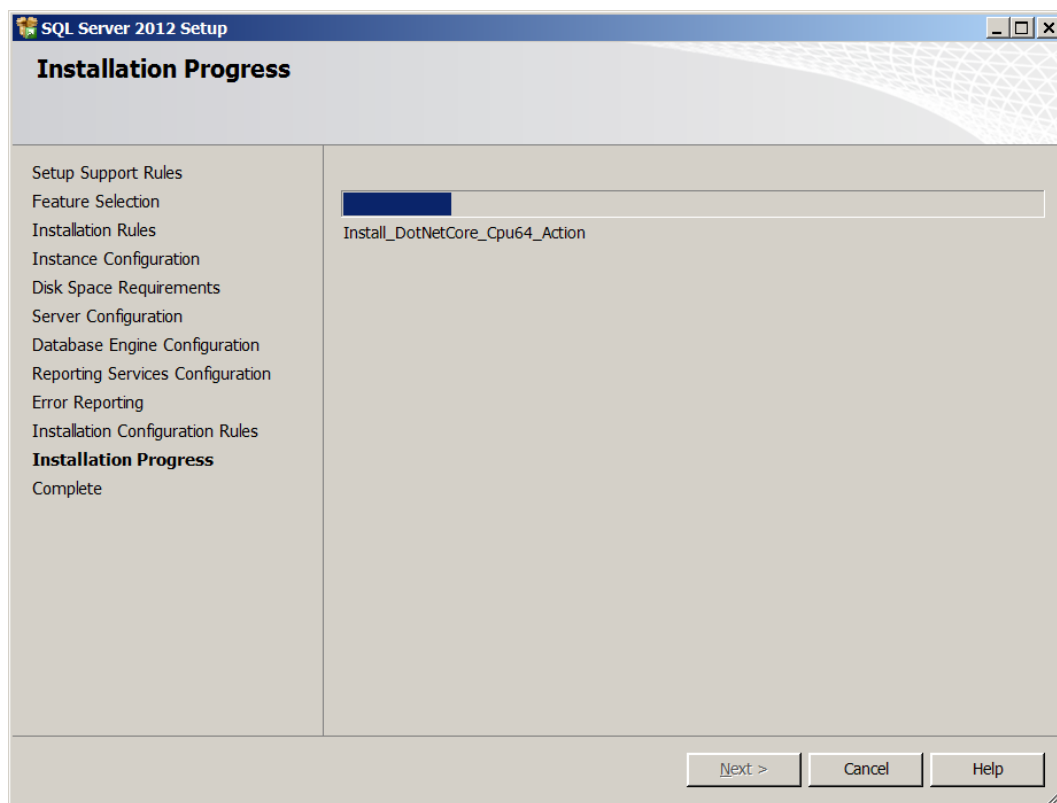 SQL Server 2012 Setup
Installation Progress
Setup Support Rules
Feature Selection
Installation Rules
Instance Configuration
Disk Space Requirements
Server Configuration
Database Engine Configuration
Reporting Services Configuration
Error Reporting
Installation Configuration Rules
Installation Progress
Complete
Install_DotNetCore_Cpu64_Action
Next >
Cancel
Help